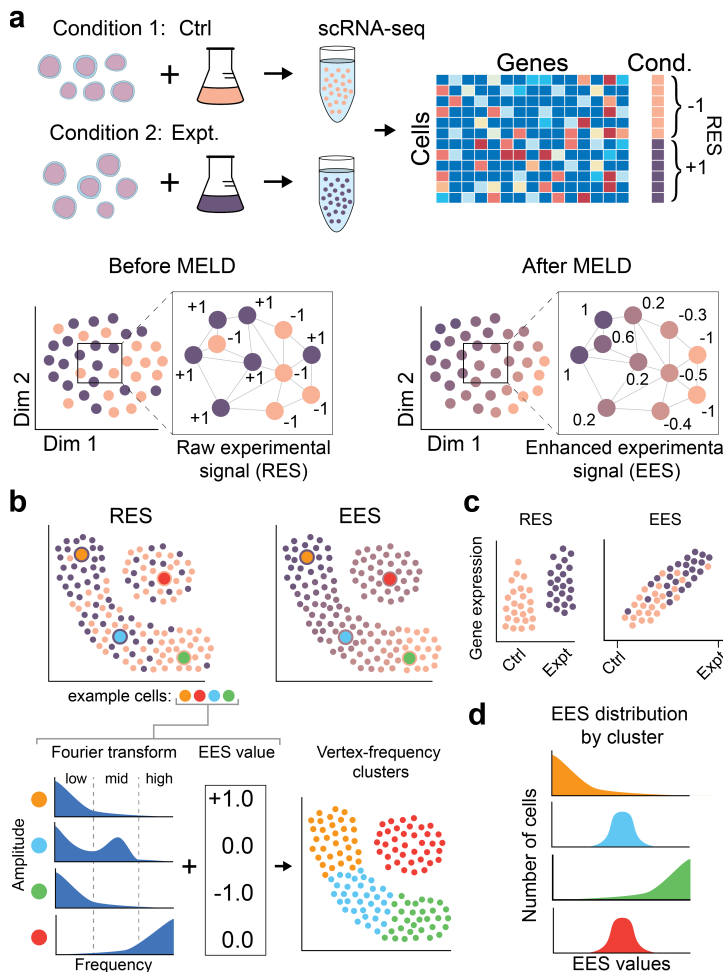 a
Condition 1: Ctrl
scRNA-seq
Genes
Cond.
Condition 2: Expt.
Cells
-1
+1
RES
Before MELD
After MELD
Dim 2
Dim 1
+1
+1
-1
-1
+1
+1
+1
-1
+1
-1
-1
Raw experimental
signal (RES)
Dim 2
Dim 1
1
0.2
-0.3
0.6
-1
1
0.2
-0.5
0.2
-0.4
-1
Enhanced experimenta
signal (EES)
b
RES
EES
example cells:
Fourier transform
EES value
low
mid
high
Amplitude
Frequency
+1.0
0.0
-1.0
0.0
Vertex-frequency
clusters
c
RES
EES
Gene expression
Ctrl
Expt
Ctrl
Expt
d
EES distribution
by cluster
Number of cells
EES values